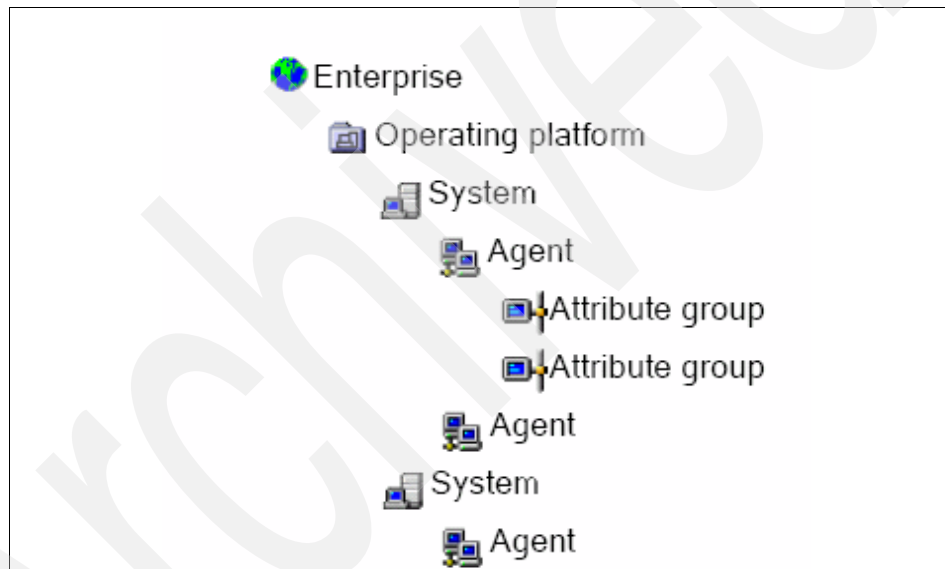 Enterprise
Operating platform
System
Agent
Attribute group
Attribute group
Agent
System
Agent